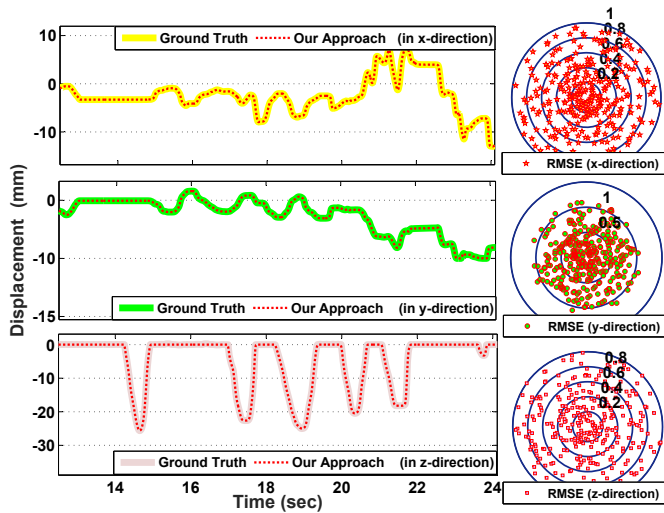 Ground Truth Our Approach (in x-direction)
10
0
-10
1
0.8
0.6
0.4
0.2
RMSE (x-direction)
Displacement (mm)
0
-5
-10
-15
Ground Truth Our Approach (in y-direction)
1
0.5
RMSE (y-direction)
0
-10
-20
-30
Ground Truth Our Approach (in z-direction)
14 16 18 20 22 24
Time (sec)
0.8
0.6
0.4
0.2
RMSE (z-direction)